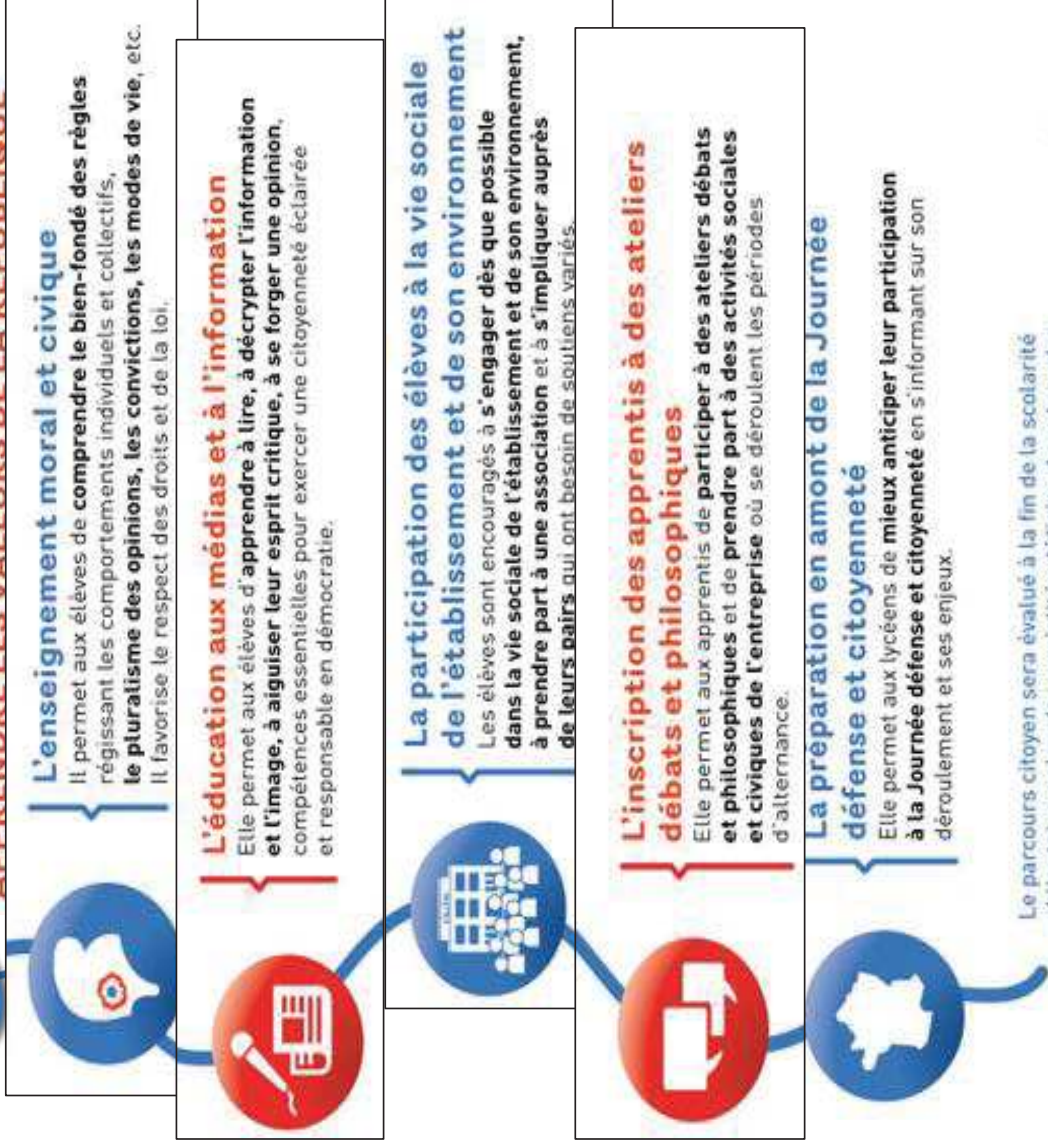 L'enseignement moral et civique
Il permet aux élèves de comprendre le bien-fondé des règles
régissant les comportements individuels et collectifs,
le pluralisme des opinions, les convictions, les modes de vie, etc.
Il favorise le respect des droits et de la loi.
L'éducation aux médias et à l'information
Elle permet aux élèves d'apprendre à lire, à décrypter l'information
et l'image, à aiguiser leur esprit critique, à se forger une opinion,
compétences essentielles pour exercer une citoyenneté éclairée
et responsable en démocratie.
La participation des élèves à la vie sociale
de l'établissement et de son environnement
Les élèves sont encouragés à s'engager dès que possible
dans la vie sociale de l'établissement et de son environnement,
à prendre part à une association et à s'impliquer auprès
de leurs pairs qui ont besoin de soutiens variés.
L'inscription des apprentis à des ateliers
débats et philosophiques
Elle permet aux apprentis de participer à des ateliers débats
et philosophiques et de prendre part à des activités sociales
et civiques de l'entreprise où se déroulent les périodes
d'alternance.
La préparation en amont de la Journée
défense et citoyenneté
Elle permet aux lycéens de mieux anticiper leur participation
à la Journée défense et citoyenneté en s'informant sur son
déroulement et ses enjeux.
Le parcours citoyen sera évalué à la fin de la scolarité